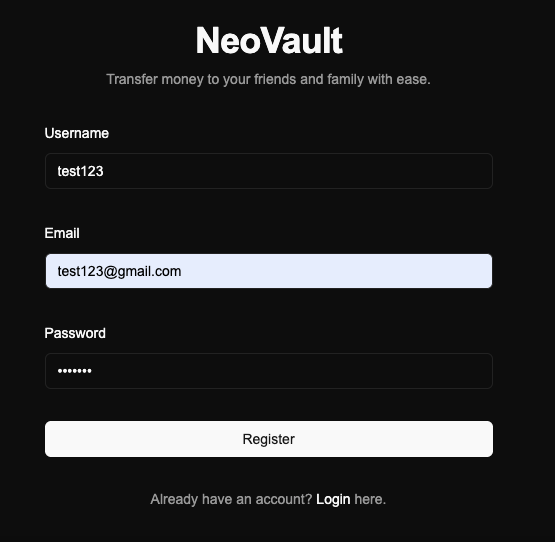 NeoVault
Transfer money to your friends and family with ease.
Username
test123
Email
test123@gmail.com
Password
•••••••
Register
Already have an account? Login here.